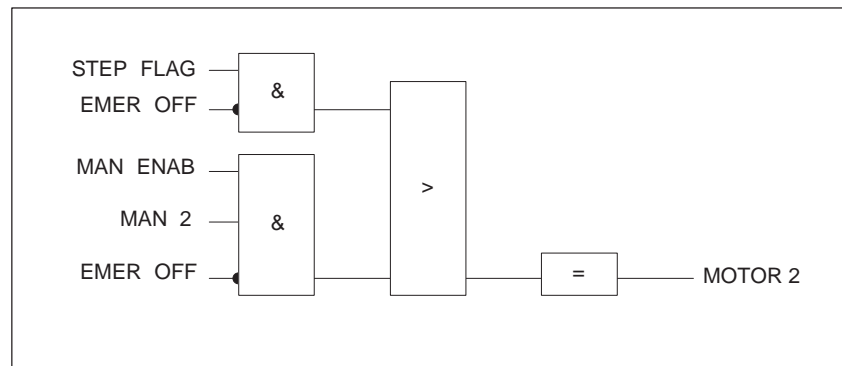 STEP FLAG
EMER OFF
&
MAN ENAB
MAN 2
EMER OFF
&
>
=
MOTOR 2